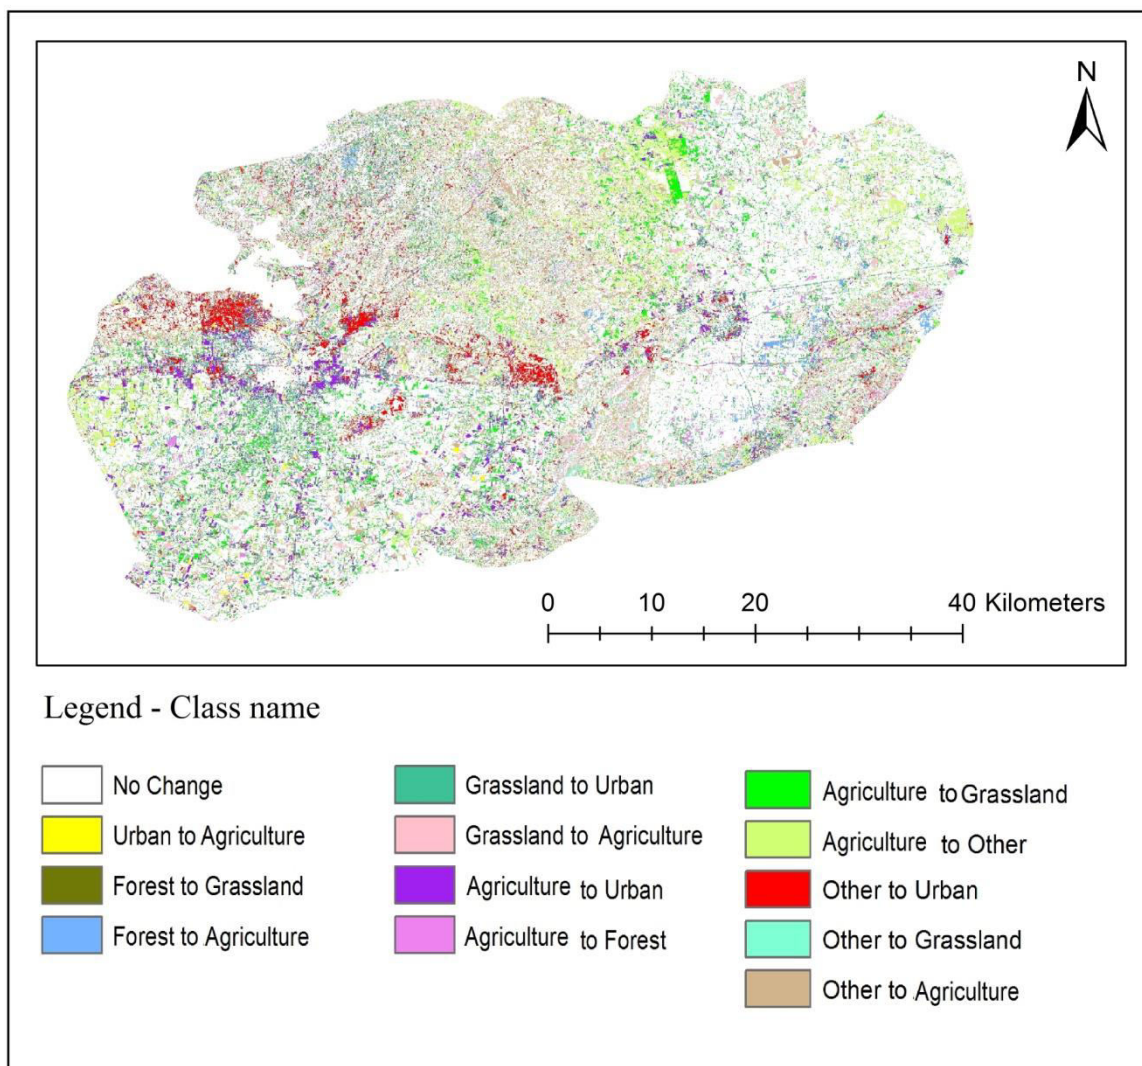 N
0 10 20 40 Kilometers
Legend - Class name
No Change
Urban to Agriculture
Forest to Grassland
Forest to Agriculture
Grassland to Urban
Grassland to Agriculture
Agriculture to Urban
Agriculture to Forest
Agriculture to Grassland
Agriculture to Other
Other to Urban
Other to Grassland
Other to Agriculture